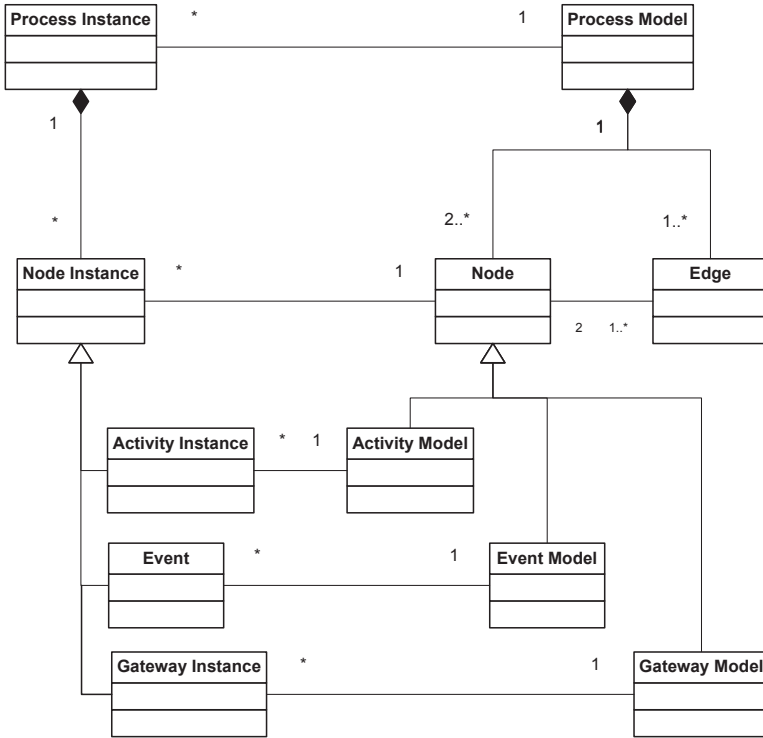 Process Instance
*
1
Process Model
1
1
*
2..*
1..*
Node Instance
*
1
Node
Edge
2
1..*
Activity Instance
*
1
Activity Model
Event
*
1
Event Model
Gateway Instance
*
1
Gateway Model